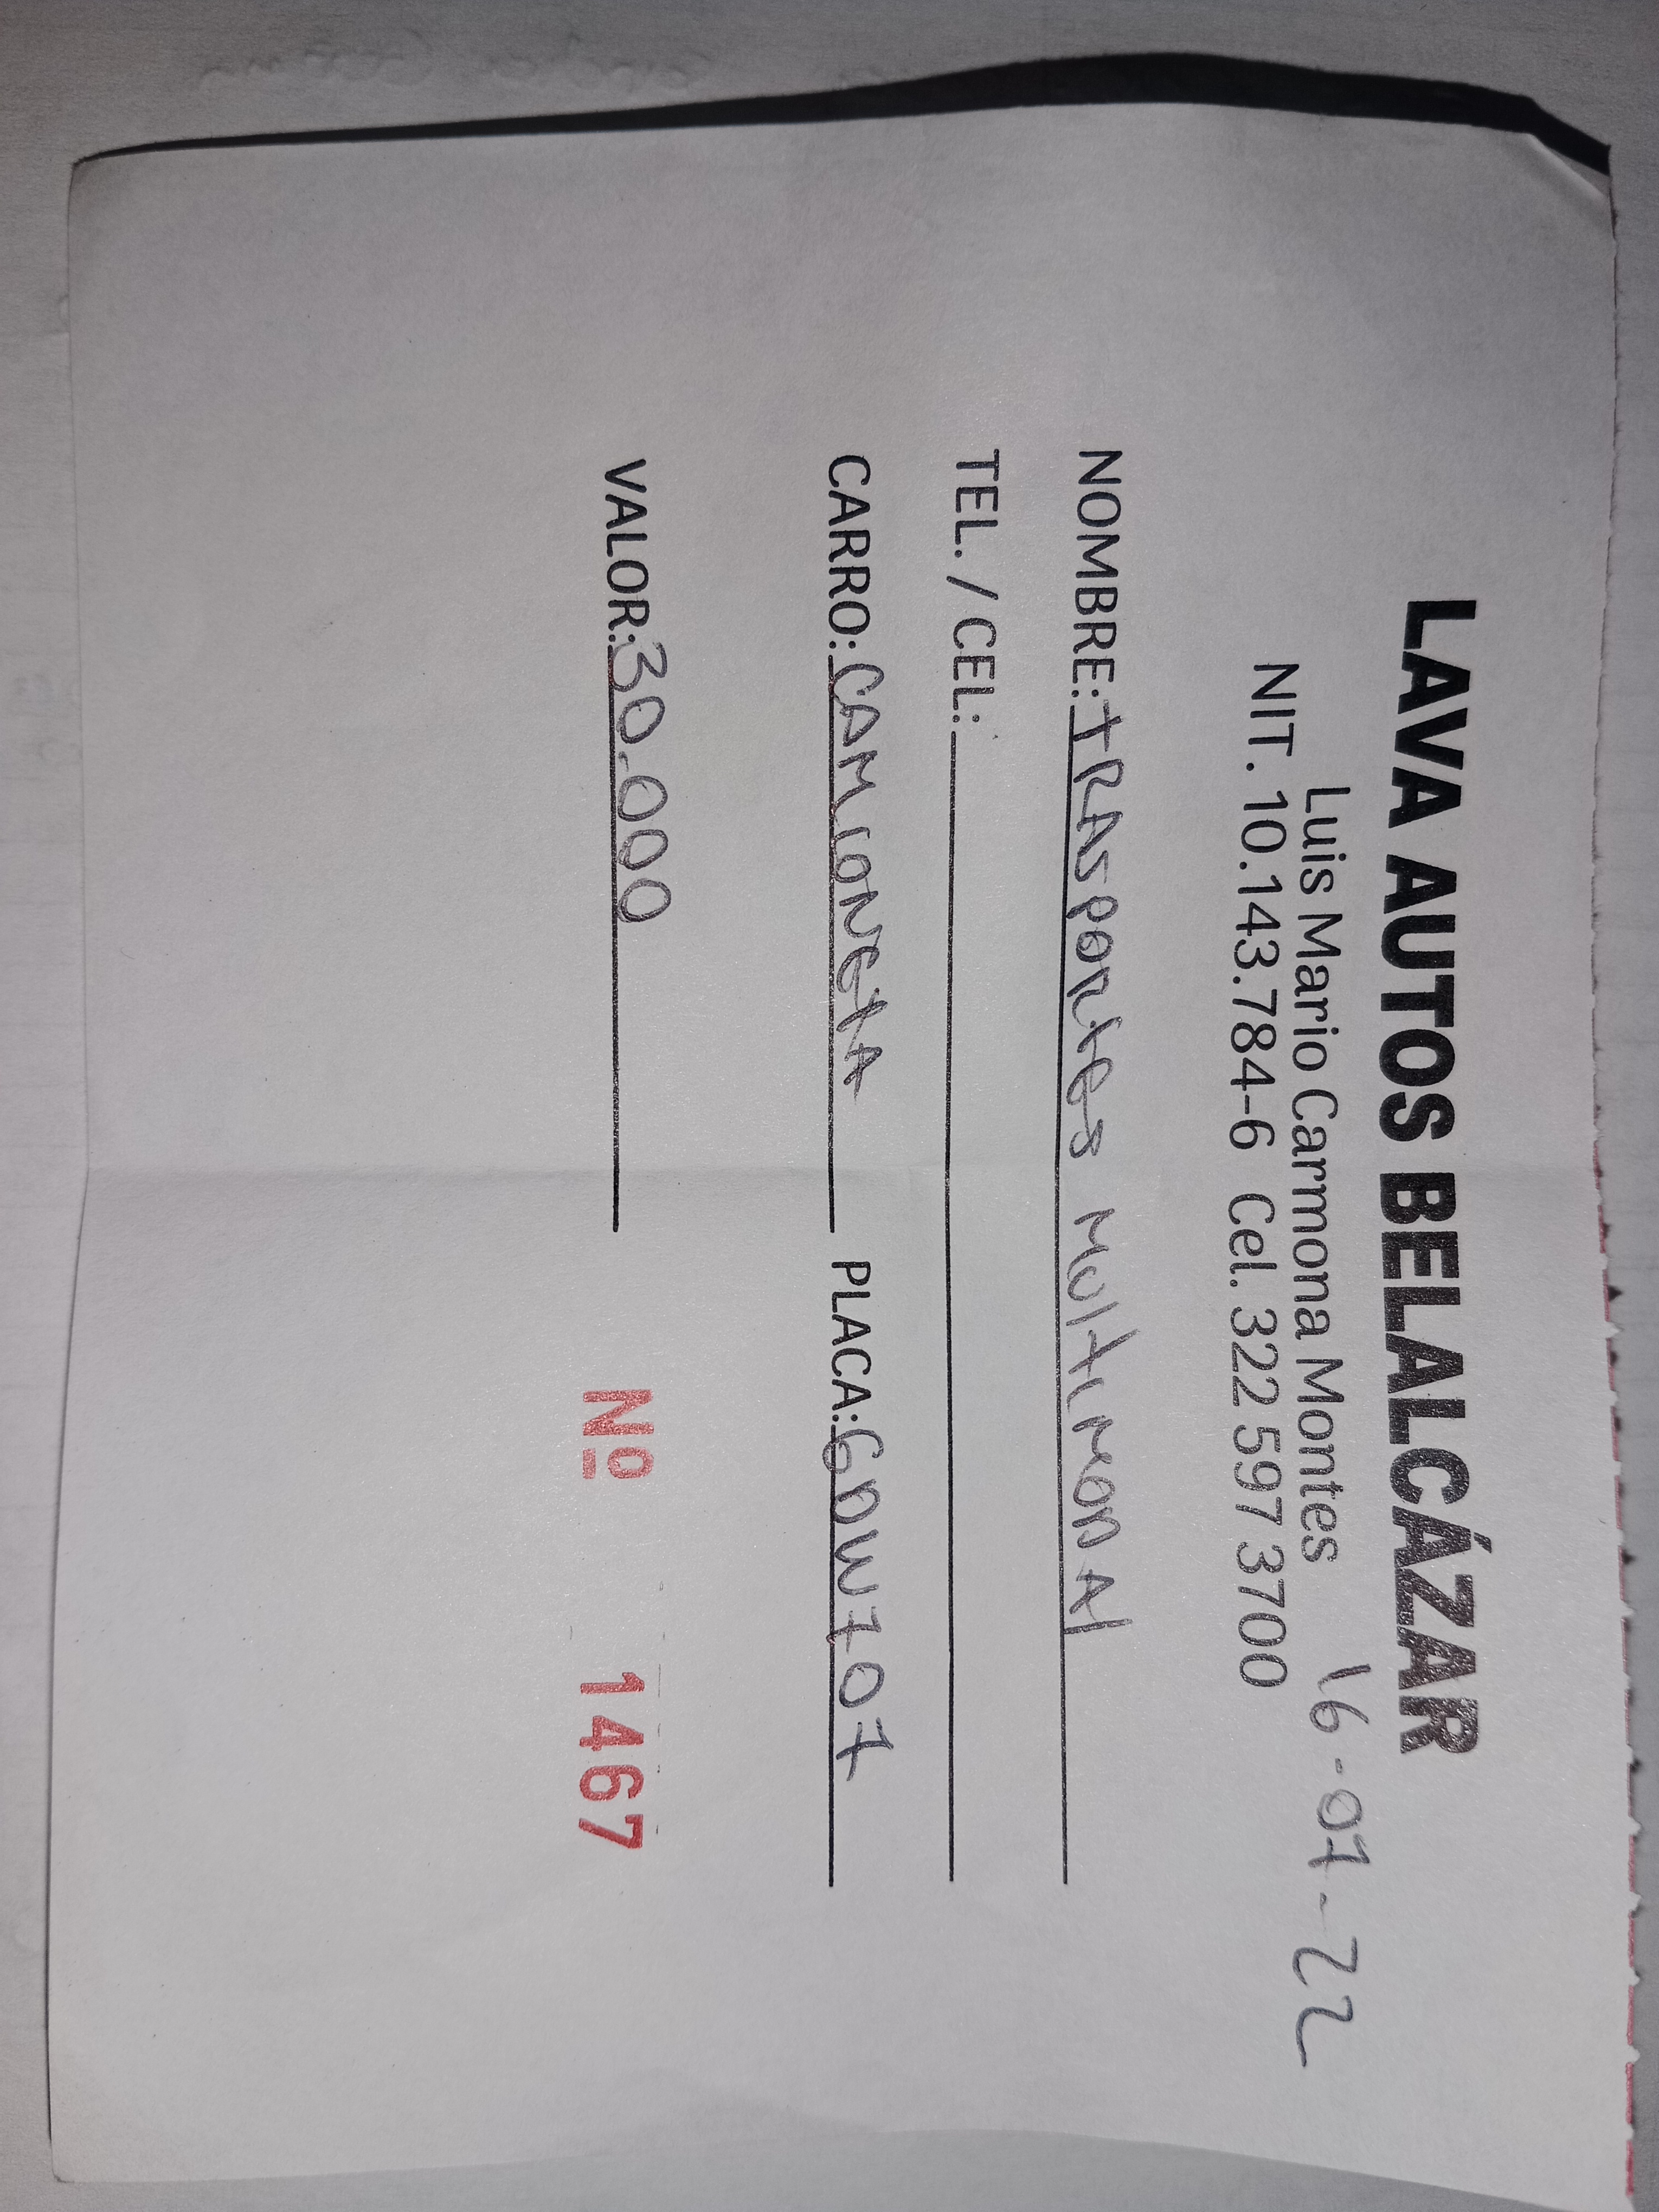 LAVA AUTOS BELALCÁZAR
Luis Mario Carmona Montes
16-07-22
NIT. 10.143.784-6 Cel. 322 597 3700
NOMBRE: TRASPORTES MULTIMODAL
TEL. / CEL:
CARRO: CAMIONETA PLACA: GDW707
VALOR: 30.000 Nº 1467